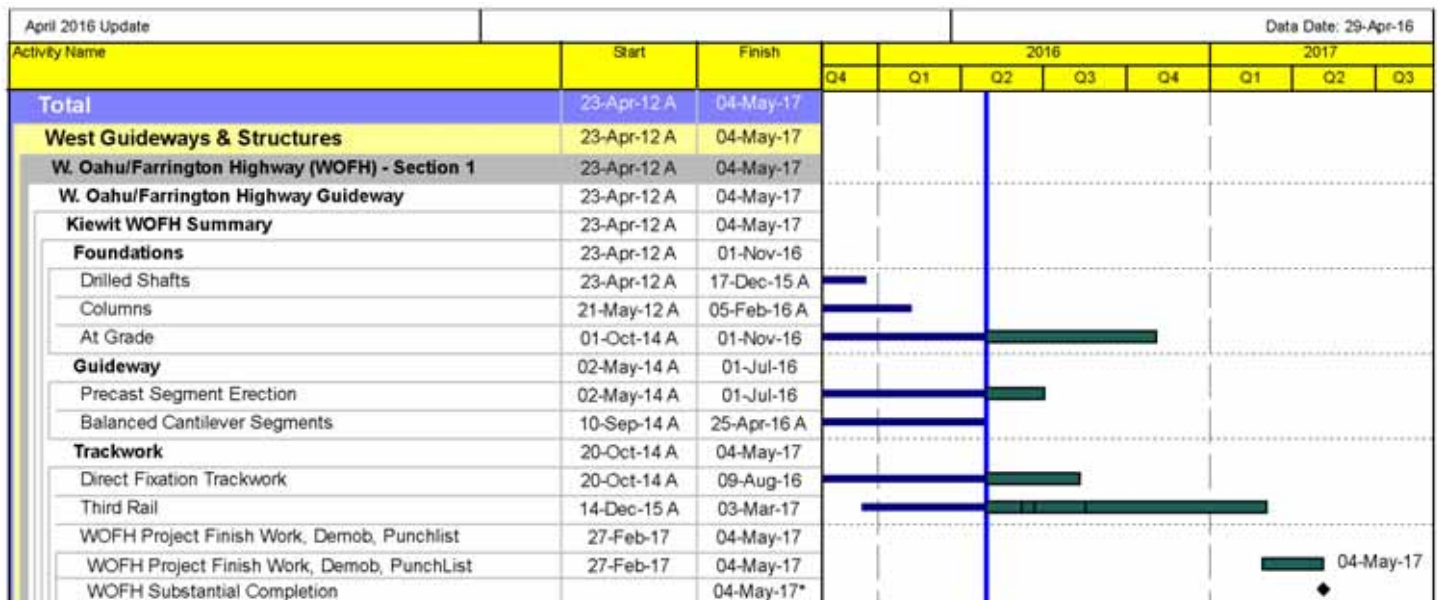 April 2016 Update Data Date: 29-Apr-16
Activity Name Start Finish 2016 2017
Q4 Q1 Q2 Q3 Q4 Q1 Q2 Q3
Total 23-Apr-12 A 04-May-17
West Guideways & Structures 23-Apr-12 A 04-May-17
W. Oahu/Farrington Highway (WOFH) - Section 1 23-Apr-12 A 04-May-17
W. Oahu/Farrington Highway Guideway 23-Apr-12 A 04-May-17
Kiewit WOFH Summary 23-Apr-12 A 04-May-17
Foundations 23-Apr-12 A 01-Nov-16
Drilled Shafts 23-Apr-12 A 17-Dec-15 A
Columns 21-May-12 A 05-Feb-16 A
At Grade 01-Oct-14 A 01-Nov-16
Guideway 02-May-14 A 01-Jul-16
Precast Segment Erection 02-May-14 A 01-Jul-16
Balanced Cantilever Segments 10-Sep-14 A 25-Apr-16 A
Trackwork 20-Oct-14 A 04-May-17
Direct Fixation Trackwork 20-Oct-14 A 09-Aug-16
Third Rail 14-Dec-15 A 03-Mar-17
WOFH Project Finish Work, Demob, Punchlist 27-Feb-17 04-May-17
WOFH Project Finish Work, Demob, PunchList 27-Feb-17 04-May-17 04-May-17
WOFH Substantial Completion 04-May-17*